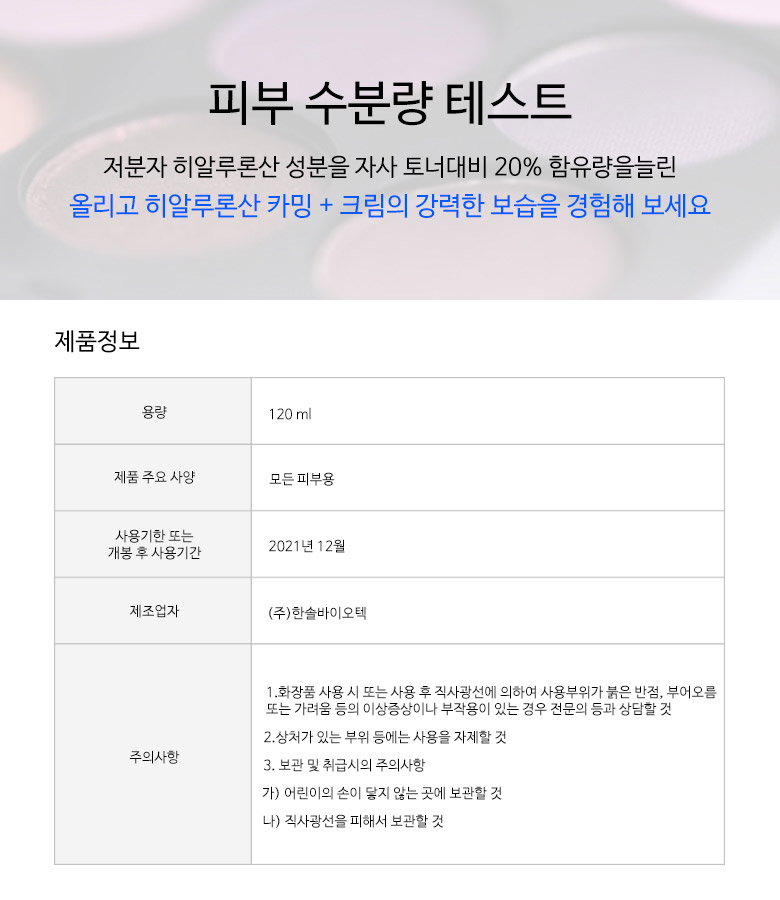 피부 수분량 테스트
저분자 히알루론산 성분을 자사 토너대비 20% 함유량을늘린
올리고 히알루론산 카밍 + 크림의 강력한 보습을 경험해 보세요
제품정보
용량
120 ml
제품 주요 사양
모든 피부용
사용기한 또는
개봉 후 사용기간
2021년 12월
제조업자
(주)한솔바이오텍
주의사항
1.화장품 사용 시 또는 사용 후 직사광선에 의하여 사용부위가 붉은 반점, 부어오름
또는 가려움 등의 이상증상이나 부작용이 있는 경우 전문의 등과 상담할 것
2.상처가 있는 부위 등에는 사용을 자제할 것
3. 보관 및 취급시의 주의사항
가) 어린이의 손이 닿지 않는 곳에 보관할 것
나) 직사광선을 피해서 보관할 것